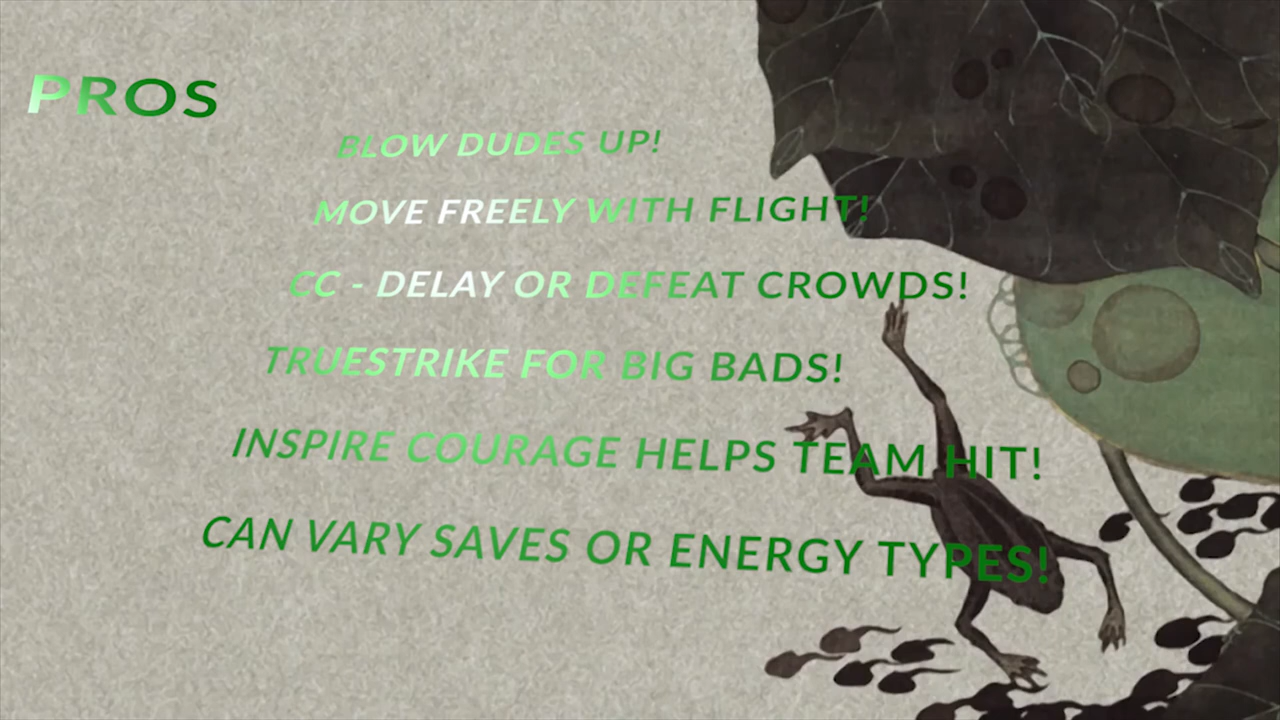 PROS
BLOW DUDES UP!
MOVE FREELY WITH FLIGHT!
CC - DELAY OR DEFEAT CROWDS!
TRUESTRIKE FOR BIG BADS!
INSPIRE COURAGE HELPS TEAM HIT!
CAN VARY SAVES OR ENERGY TYPES!